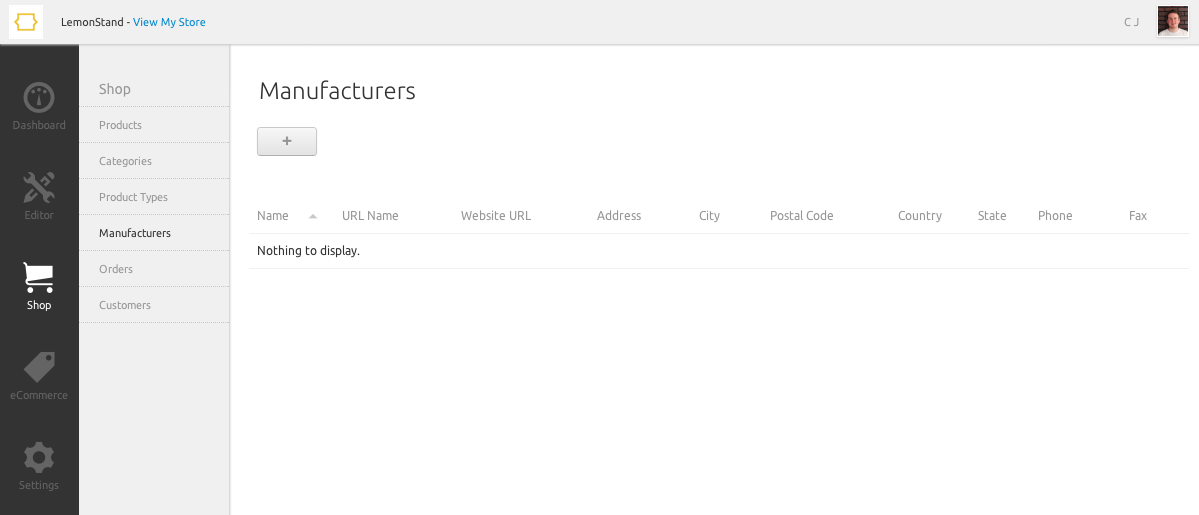 LemonStand - View My Store
C J
Dashboard
Editor
Shop
eCommerce
Settings
Shop
Products
Categories
Product Types
Manufacturers
Orders
Customers
Manufacturers
+
Name URL Name Website URL Address City Postal Code Country State Phone Fax
Nothing to display.